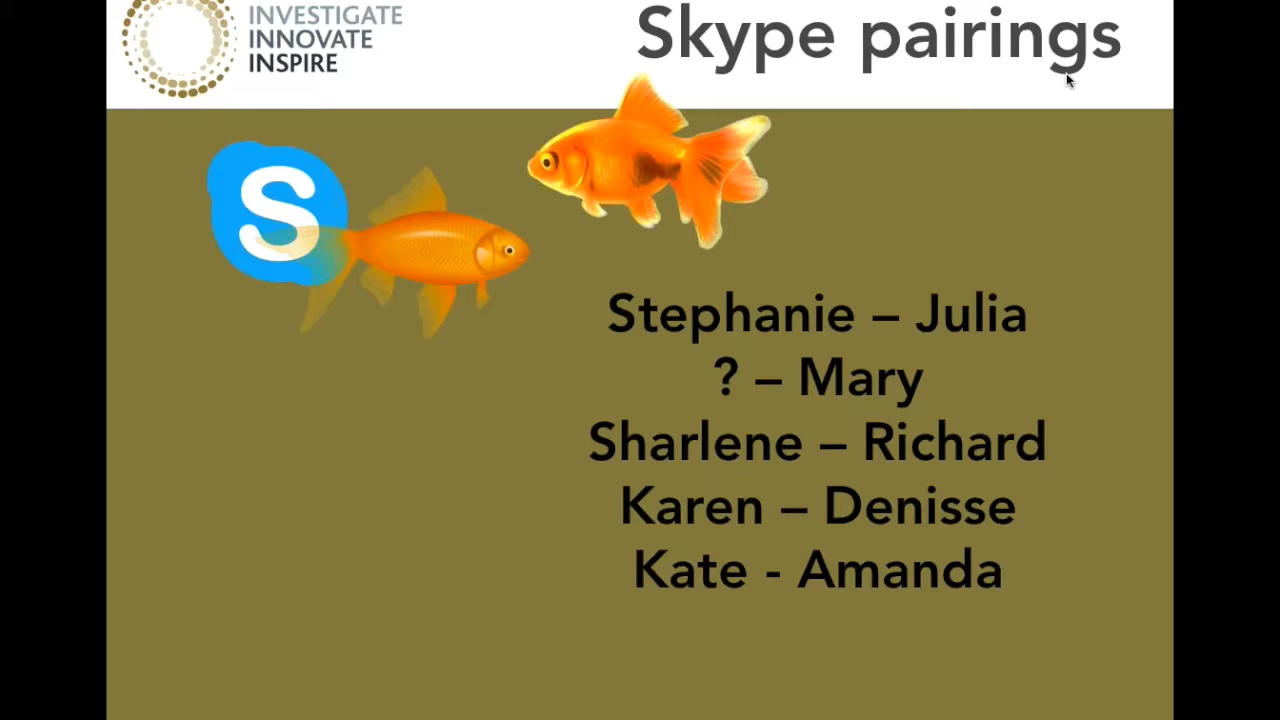 INVESTIGATE
INNOVATE
INSPIRE
Skype pairings
S
Stephanie – Julia
? – Mary
Sharlene – Richard
Karen – Denisse
Kate - Amanda